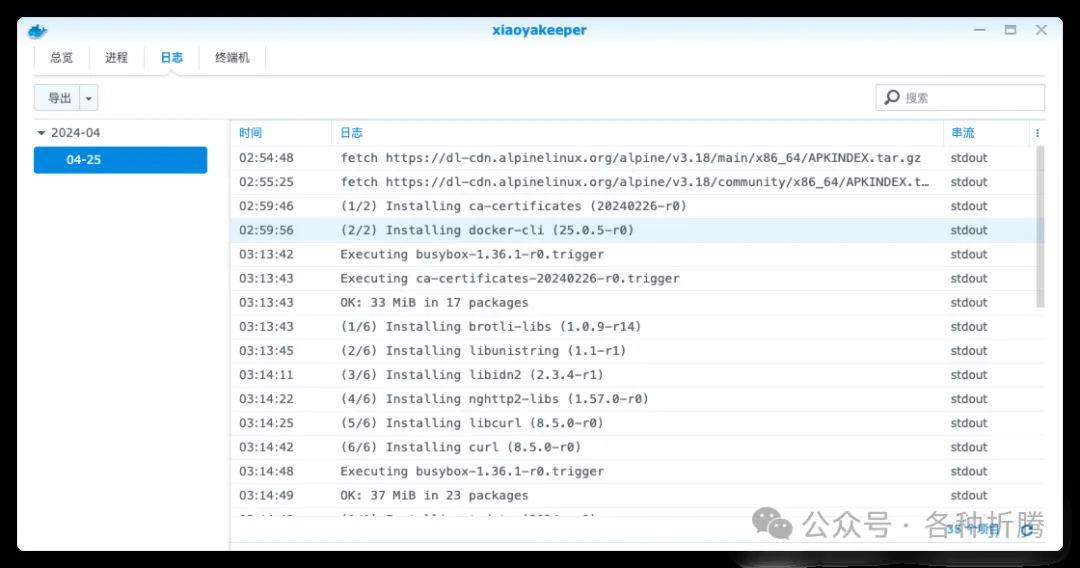 xiaoyakeeper
总览 进程 日志 终端机
导出 搜索
2024-04
04-25
时间 日志 串流
02:54:48 fetch https://dl-cdn.alpinelinux.org/alpine/v3.18/main/x86_64/APKINDEX.tar.gz stdout
02:55:25 fetch https://dl-cdn.alpinelinux.org/alpine/v3.18/community/x86_64/APKINDEX.t… stdout
02:59:46 (1/2) Installing ca-certificates (20240226-r0) stdout
02:59:56 (2/2) Installing docker-cli (25.0.5-r0) stdout
03:13:42 Executing busybox-1.36.1-r0.trigger stdout
03:13:43 Executing ca-certificates-20240226-r0.trigger stdout
03:13:43 OK: 33 MiB in 17 packages stdout
03:13:43 (1/6) Installing brotli-libs (1.0.9-r14) stdout
03:13:45 (2/6) Installing libunistring (1.1-r1) stdout
03:14:11 (3/6) Installing libidn2 (2.3.4-r1) stdout
03:14:22 (4/6) Installing nghttp2-libs (1.57.0-r0) stdout
03:14:25 (5/6) Installing libcurl (8.5.0-r0) stdout
03:14:42 (6/6) Installing curl (8.5.0-r0) stdout
03:14:48 Executing busybox-1.36.1-r0.trigger stdout
03:14:49 OK: 37 MiB in 23 packages stdout
公众号 · 各种折腾
个项目